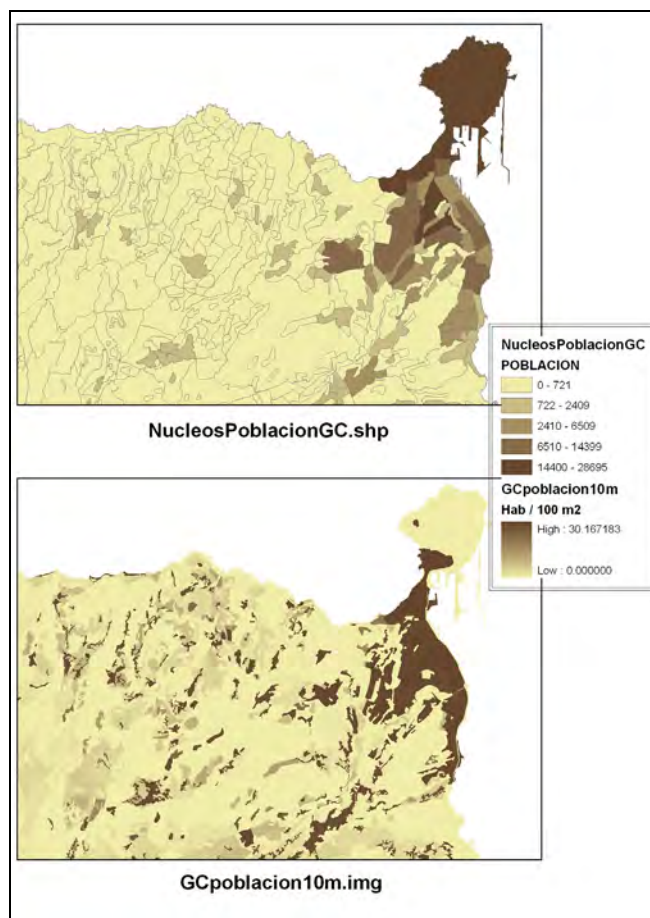 NucleosPoblacionGC
POBLACION
0 - 721
722 - 2409
2410 - 6509
6510 - 14399
14400 - 28695
GCpoblacion10m
Hab / 100 m2
High : 30.167183
Low : 0.000000
NucleosPoblacionGC.shp
GCpoblacion10m.img